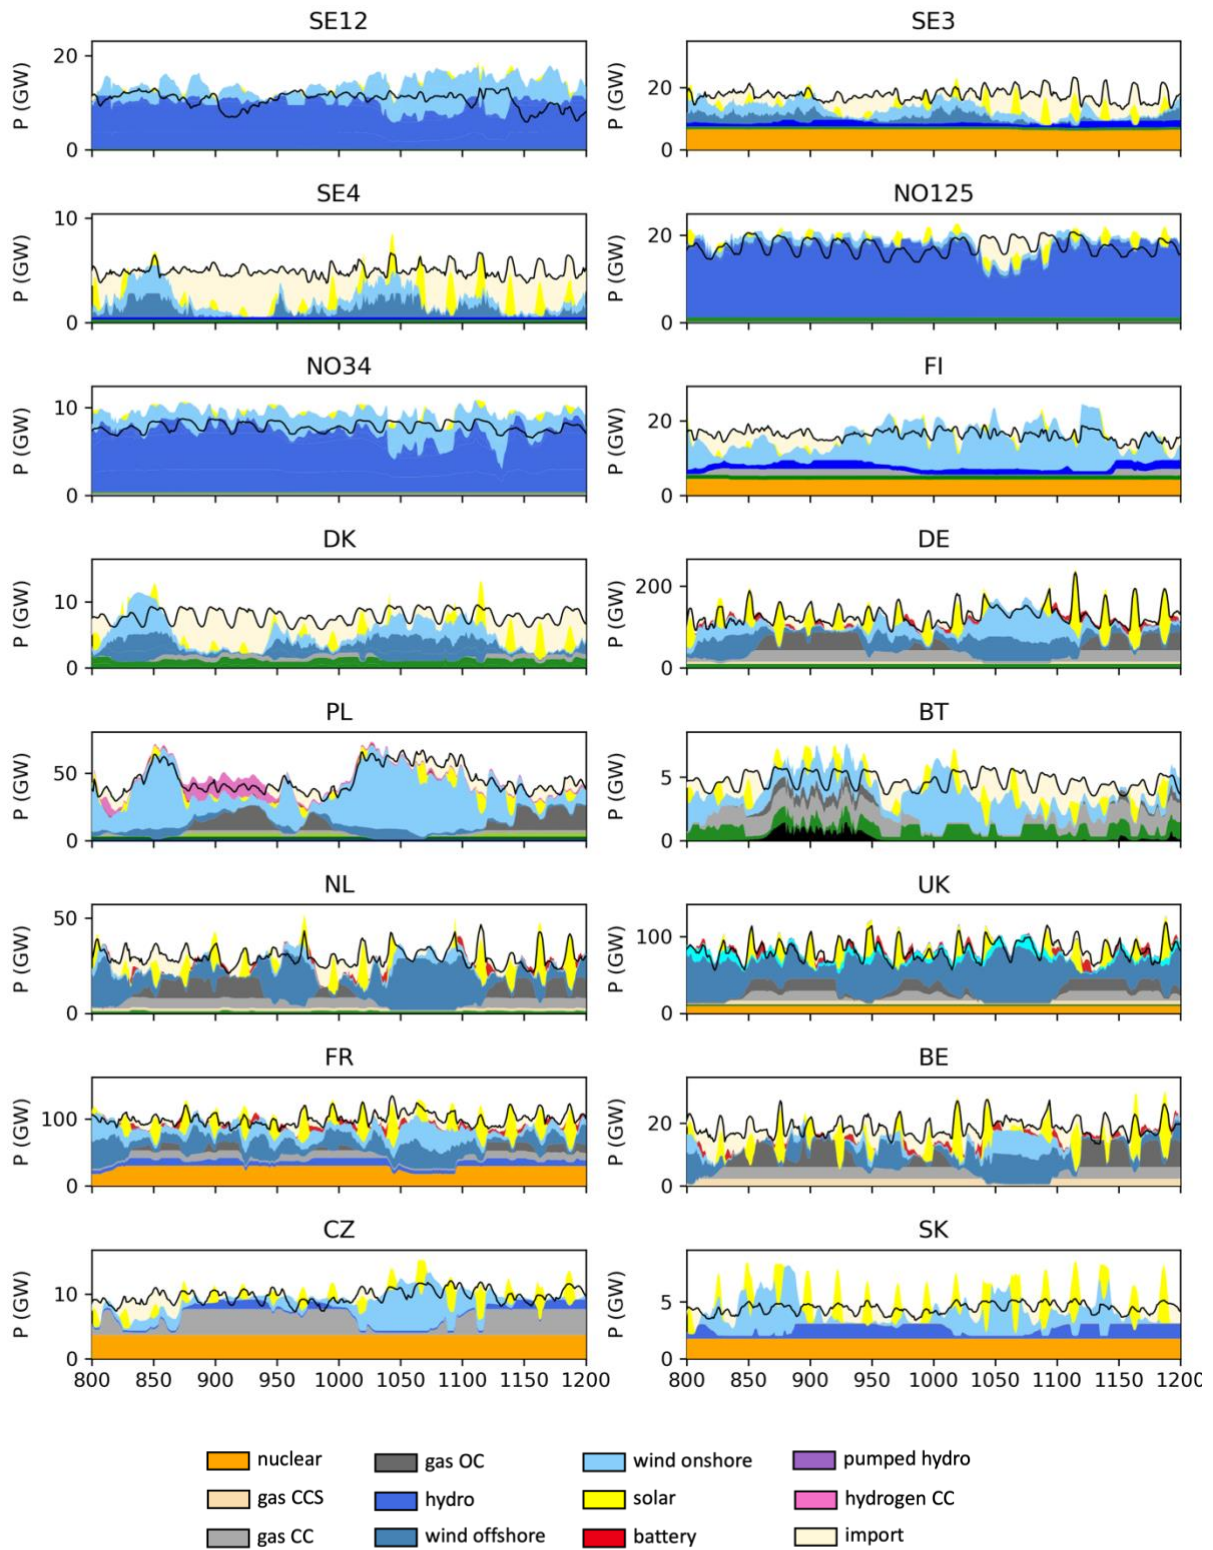 SE12
SE3
20
0
P (GW)
20
0
P (GW)
SE4
NO125
10
0
P (GW)
20
0
P (GW)
NO34
FI
10
0
P (GW)
20
0
P (GW)
DK
DE
10
0
P (GW)
200
0
P (GW)
PL
BT
50
0
P (GW)
5
0
P (GW)
NL
UK
50
0
P (GW)
100
0
P (GW)
FR
BE
100
0
P (GW)
20
0
P (GW)
CZ
SK
10
0
P (GW)
5
0
P (GW)
800 850 900 950 1000 1050 1100 1150 1200
800 850 900 950 1000 1050 1100 1150 120
nuclear gas OC wind onshore pumped hydro
gas CCS hydro solar hydrogen CC
gas CC wind offshore battery import